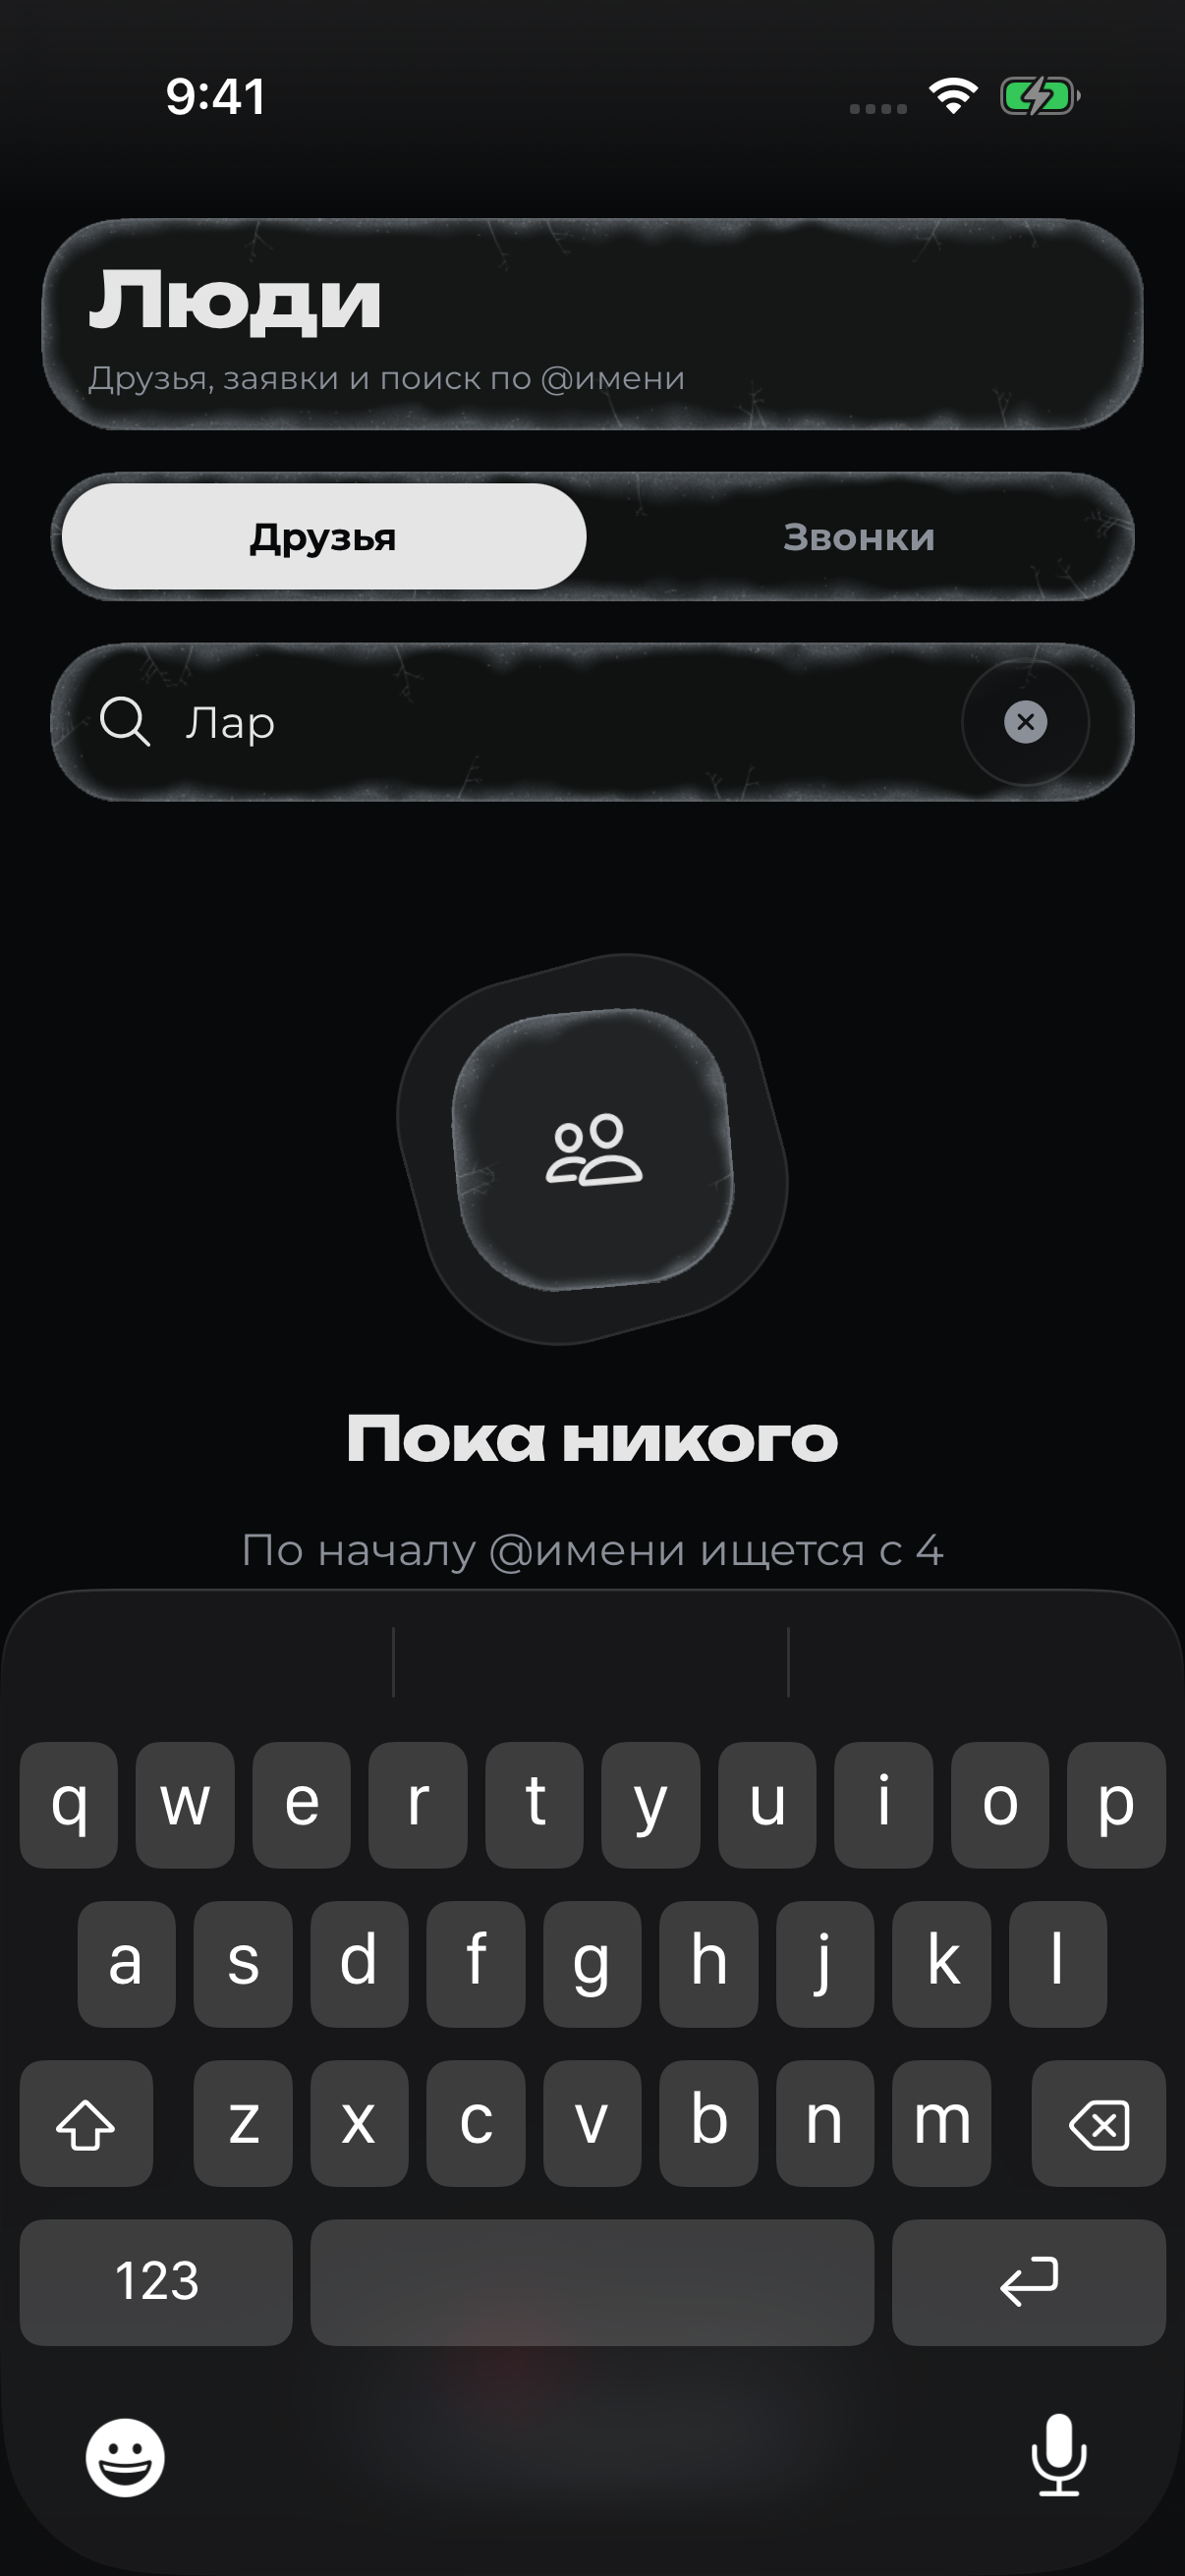 9:41
Люди
Друзья, заявки и поиск по @имени
Друзья
Звонки
Лар
Пока никого
По началу @имени ищется с 4
q w e r t y u i o p
a s d f g h j k l
z x c v b n m
123